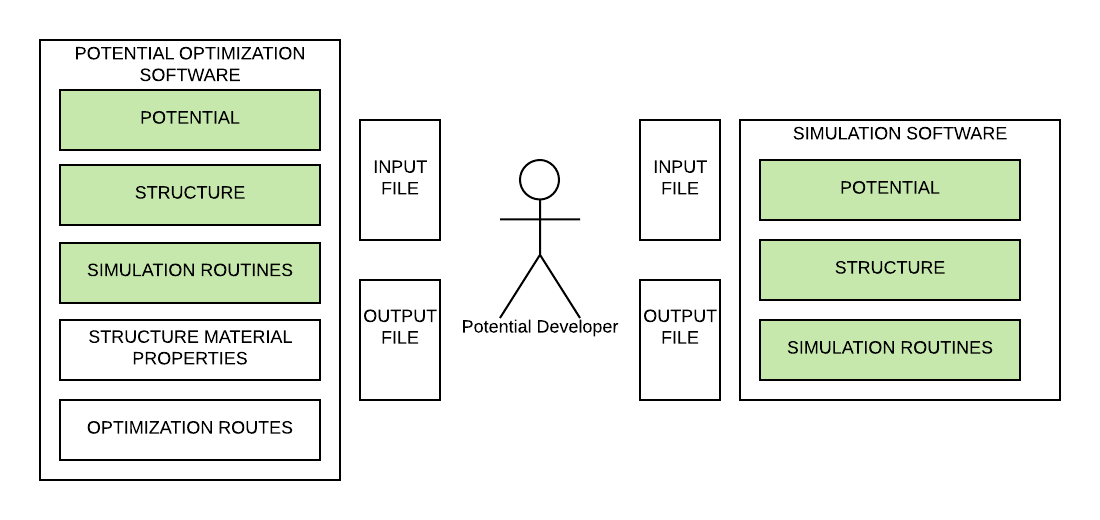 POTENTIAL OPTIMIZATION
SOFTWARE
POTENTIAL
STRUCTURE
SIMULATION ROUTINES
STRUCTURE MATERIAL
PROPERTIES
OPTIMIZATION ROUTES
INPUT
FILE
OUTPUT
FILE
Potential Developer
INPUT
FILE
OUTPUT
FILE
SIMULATION SOFTWARE
POTENTIAL
STRUCTURE
SIMULATION ROUTINES